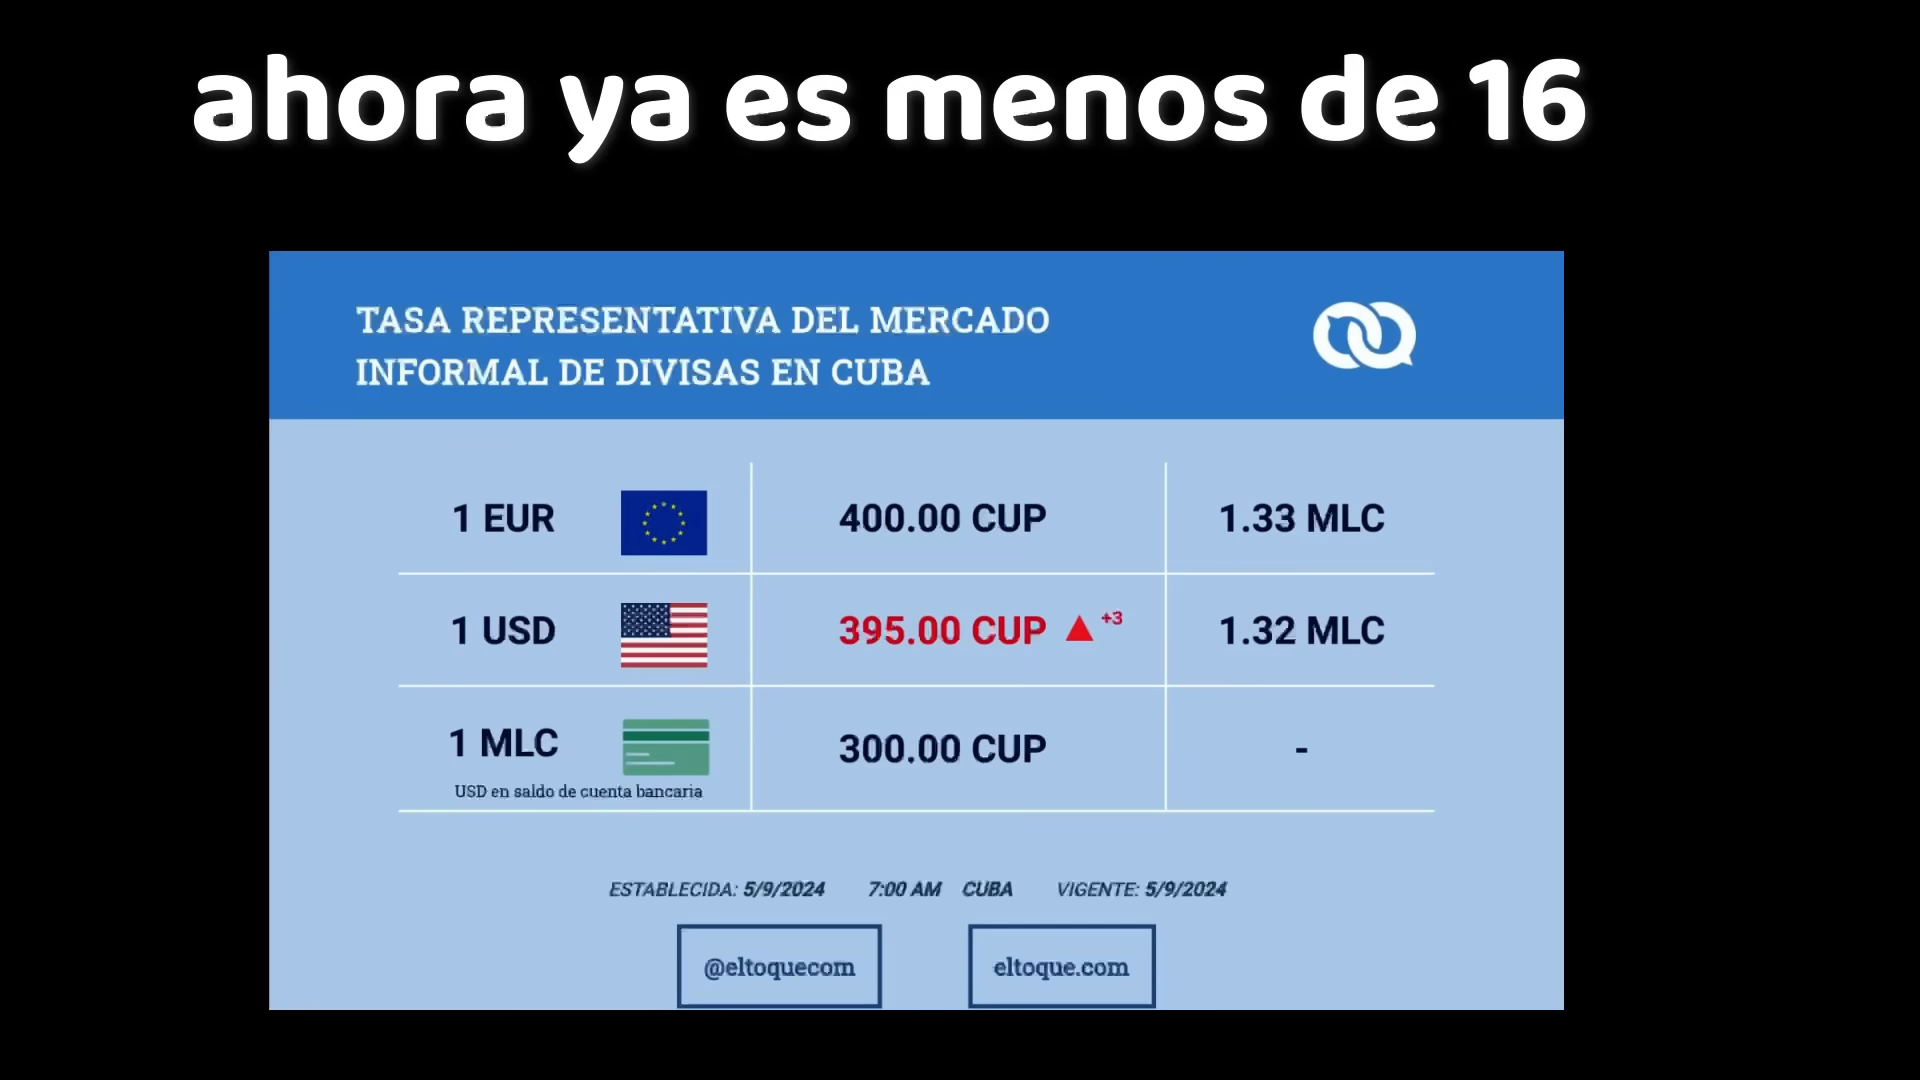 ahora ya es menos de 16
TASA REPRESENTATIVA DEL MERCADO
INFORMAL DE DIVISAS EN CUBA
1 EUR 400.00 CUP 1.33 MLC
1 USD 395.00 CUP ▲ +3 1.32 MLC
1 MLC 300.00 CUP -
USD en saldo de cuenta bancaria
ESTABLECIDA: 5/9/2024 7:00 AM CUBA VIGENTE: 5/9/2024
@eltoquecom eltoque.com